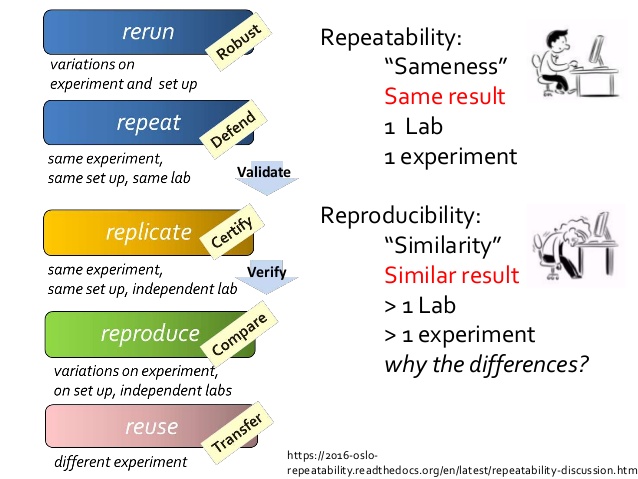 rerun
Robust
variations on
experiment and set up
repeat
Defend
same experiment,
same set up, same lab
Validate
replicate
Certify
same experiment,
same set up, independent lab
Verify
reproduce
Compare
variations on experiment,
on set up, independent labs
reuse
Transfer
different experiment
Repeatability:
“Sameness”
Same result
1 Lab
1 experiment
Reproducibility:
“Similarity”
Similar result
> 1 Lab
> 1 experiment
why the differences?
https://2016-oslo-
repeatability.readthedocs.org/en/latest/repeatability-discussion.htm